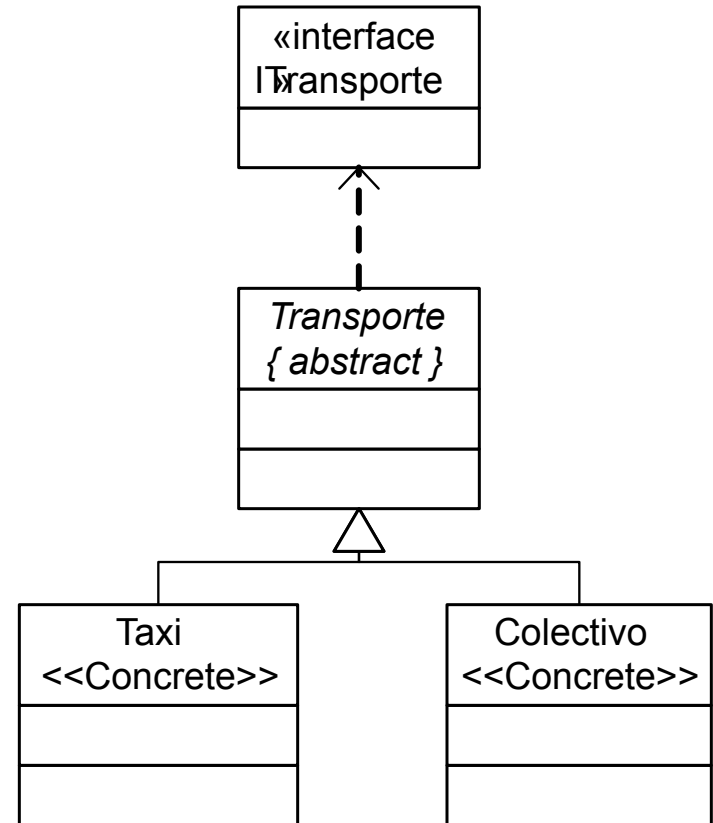 «interface
»
ITransporte
Transporte
{ abstract }
Taxi
<<Concrete>>
Colectivo
<<Concrete>>